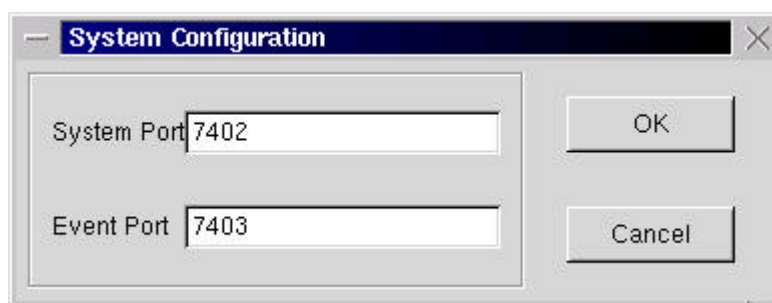 System Configuration
System Port 7402
OK
Event Port 7403
Cancel